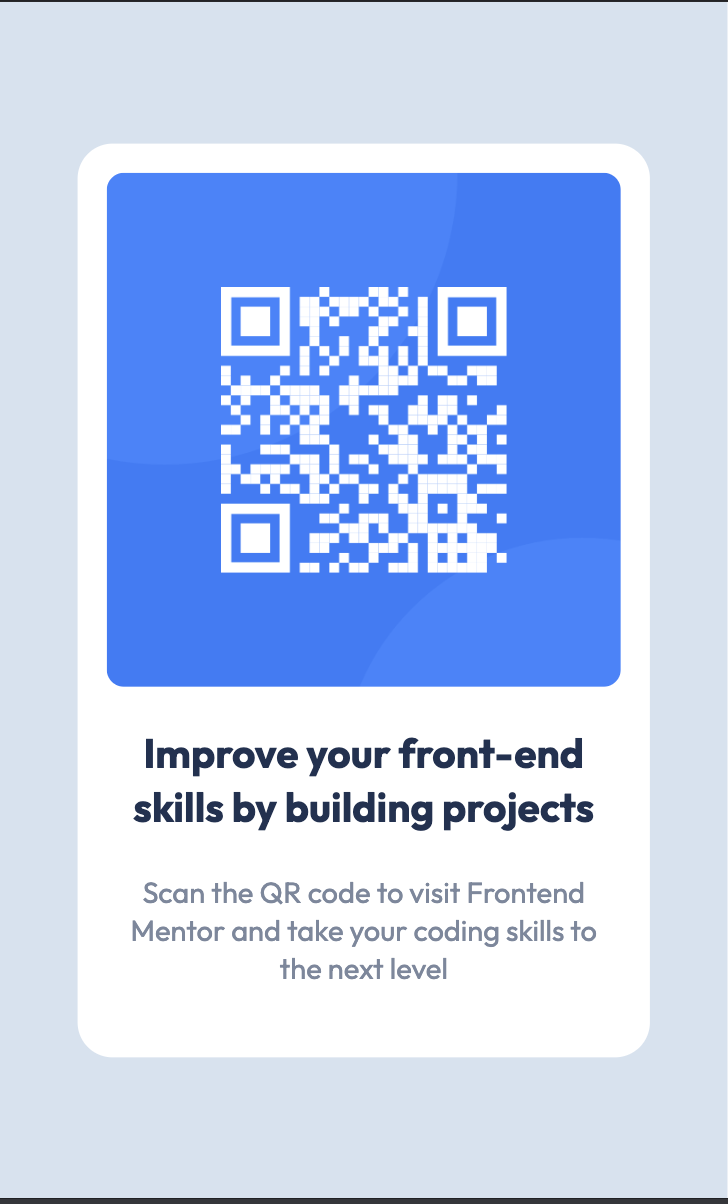 Improve your front-end
skills by building projects
Scan the QR code to visit Frontend
Mentor and take your coding skills to
the next level